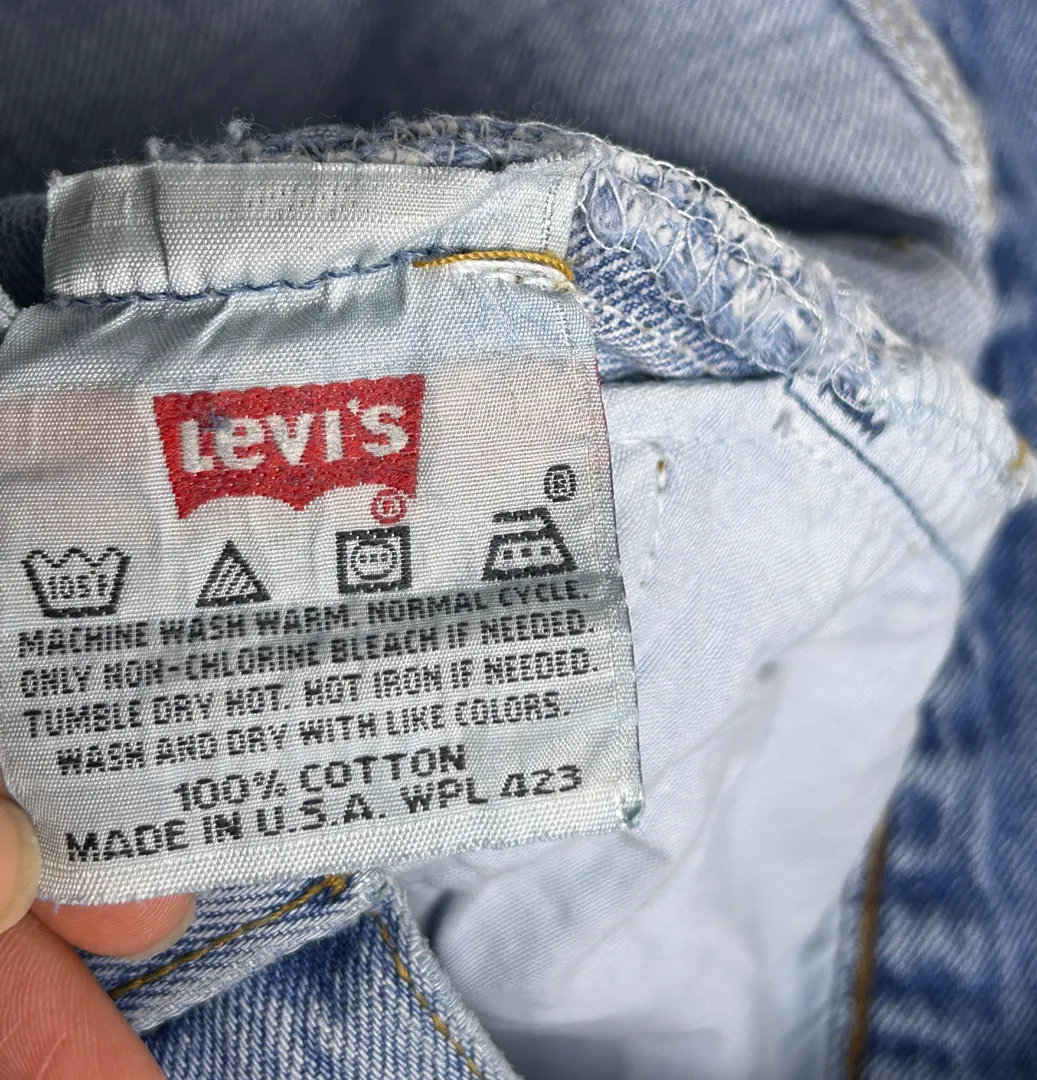 LEVI'S
®
®
105F
MACHINE WASH WARM. NORMAL CYCLE.
ONLY NON-CHLORINE BLEACH IF NEEDED.
TUMBLE DRY HOT. HOT IRON IF NEEDED.
WASH AND DRY WITH LIKE COLORS.
100% COTTON
MADE IN U.S.A. WPL 423